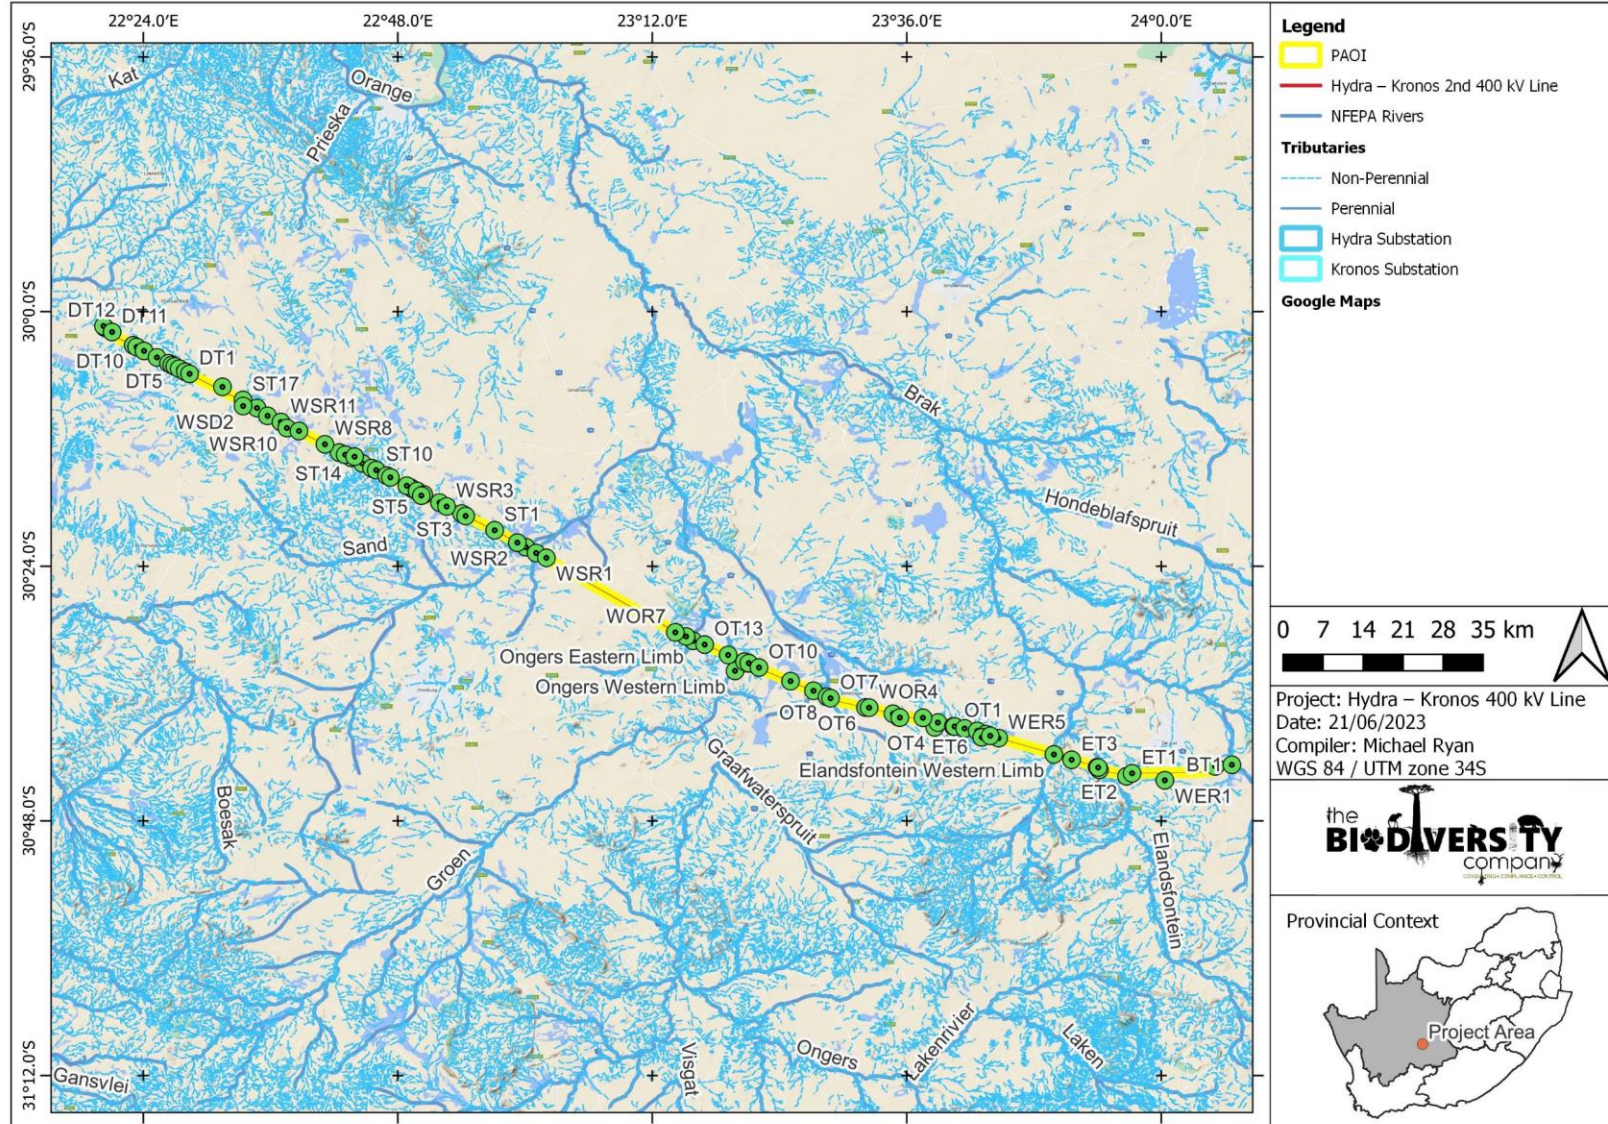 22°24.0'E
22°48.0'E
23°12.0'E
23°36.0'E
24°0.0'E
29°36.0'S
30°0.0'S
30°24.0'S
30°48.0'S
31°12.0'S
Kat
Orange
Prieska
DT12
DT11
DT10
DT5
DT1
ST17
WSD2
WSR11
WSR10
WSR8
ST14
ST10
ST5
WSR3
ST3
ST1
WSR2
WSR1
Sand
Brak
Hondeblafspruit
WOR7
OT13
Ongers Eastern Limb
OT10
Ongers Western Limb
OT7
WOR4
OT8
OT6
OT1
WER5
OT4
ET6
ET3
Elandsfontein Western Limb
ET1
BT1
ET2
WER1
Graafwaterspruit
Boesak
Groen
Elandsfontein
Gansvlei
Visgat
Ongers
Lakenrivier
Laken
Legend
PAOI
Hydra – Kronos 2nd 400 kV Line
NFEPA Rivers
Tributaries
Non-Perennial
Perennial
Hydra Substation
Kronos Substation
Google Maps
0 7 14 21 28 35 km
Project: Hydra – Kronos 400 kV Line
Date: 21/06/2023
Compiler: Michael Ryan
WGS 84 / UTM zone 34S
the
BIODIVERSITY
company
CONSULTING • COMPLIANCE • CONTROL
Provincial Context
Project Area